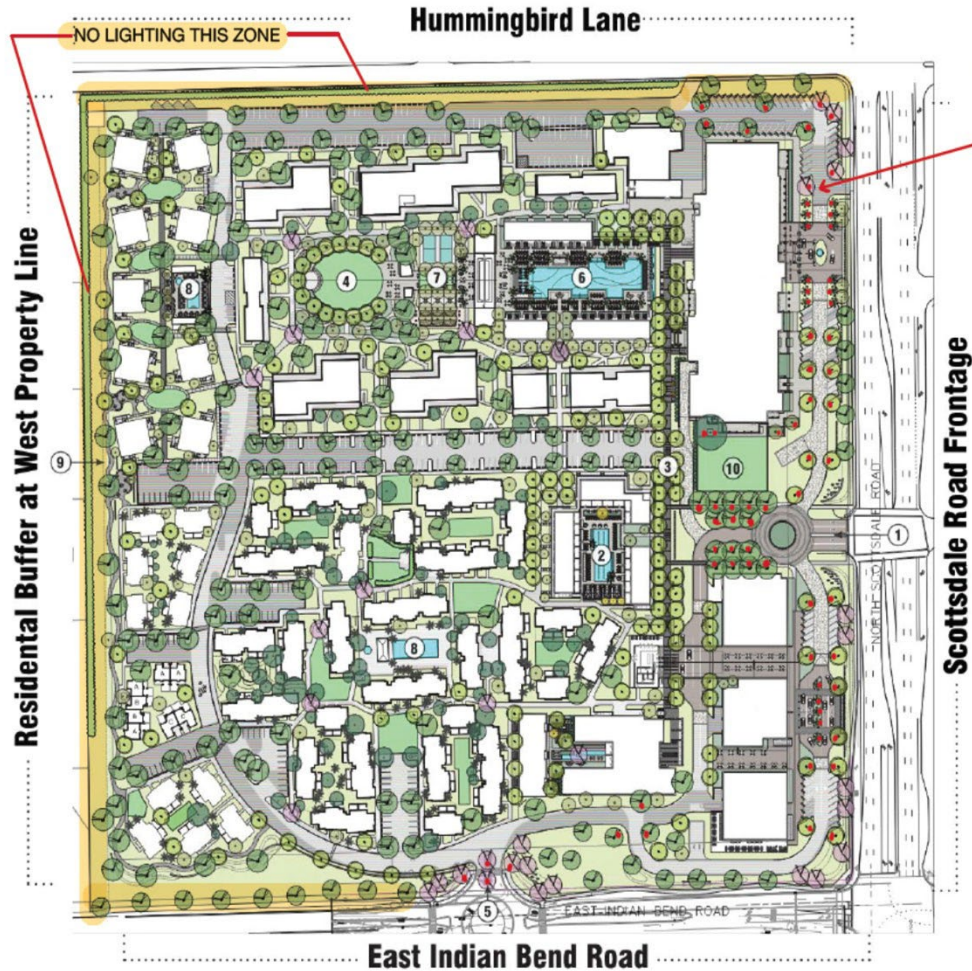 Hummingbird Lane
NO LIGHTING THIS ZONE
Residental Buffer at West Property Line
4
7
6
8
9
3
10
2
1
8
NORTH SCOTTSDALE ROAD
Scottsdale Road Frontage
5
EAST INDIAN BEND ROAD
East Indian Bend Road